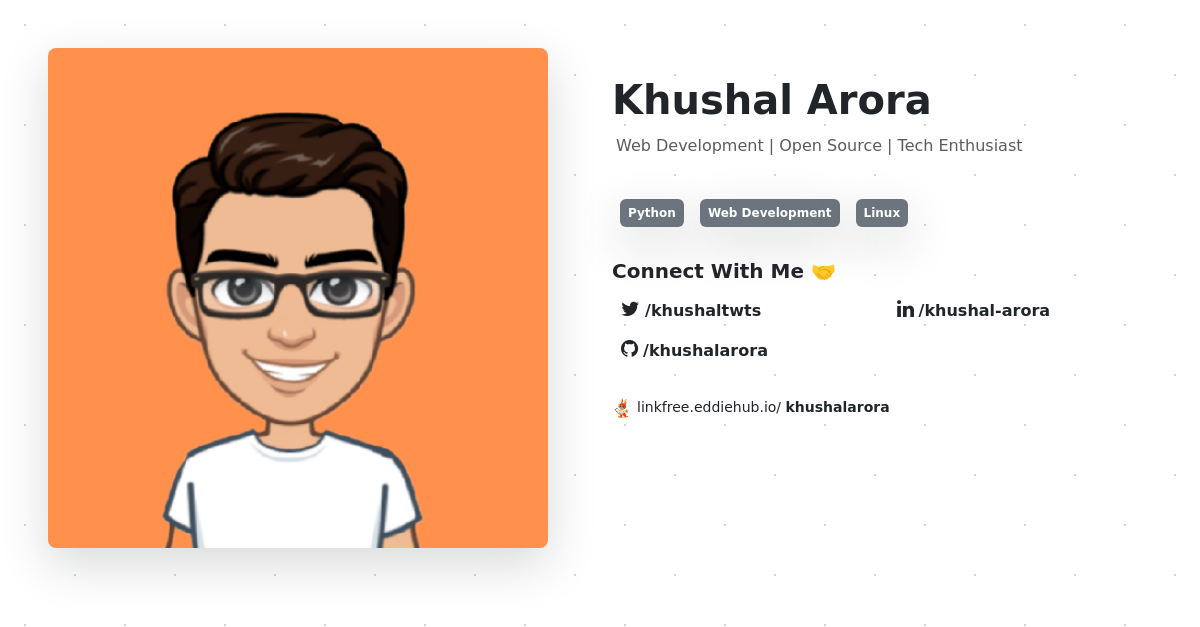 Khushal Arora
Web Development | Open Source | Tech Enthusiast
Python Web Development Linux
Connect With Me 🤝
/khushaltwts /khushal-arora
/khushalarora
linkfree.eddiehub.io/ khushalarora